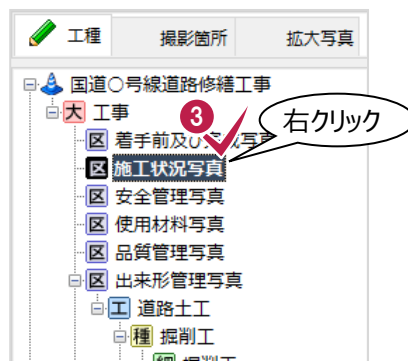 工種 撮影箇所 拡大写真
国道○号線道路修繕工事
大 工事
3 右クリック
区 着手前及び完成写真
区 施工状況写真
区 安全管理写真
区 使用材料写真
区 品質管理写真
区 出来形管理写真
工 道路土工
種 掘削工